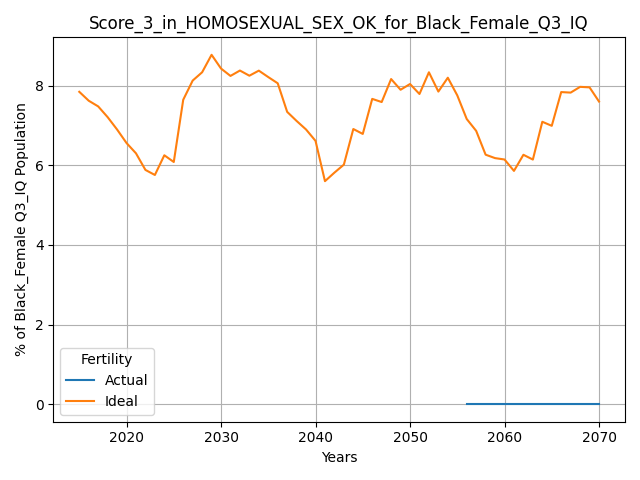 Score_3_in_HOMOSEXUAL_SEX_OK_for_Black_Female_Q3_IQ
% of Black_Female Q3_IQ Population
8
6
4
2
0
Fertility
Actual
Ideal
2020 2030 2040 2050 2060 2070
Years